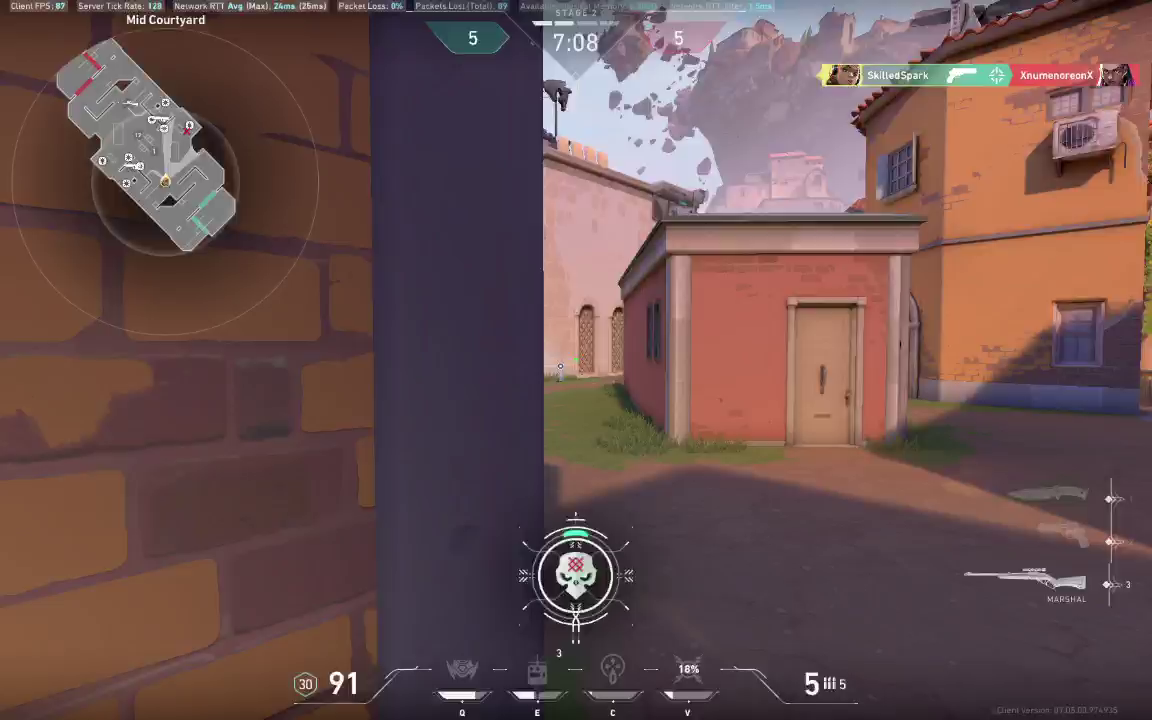 Client FPS: 87 Server Tick Rate: 128 Network RTT Avg (Max): 24ms (25ms) Packet Loss: 0% Packets Lost (Total): 89
Mid Courtyard
STAGE 2
5
7:08
5
SkilledSpark
XnumenoreonX
3
MARSHAL
3
18%
30
91
5
5
Q
E
C
V